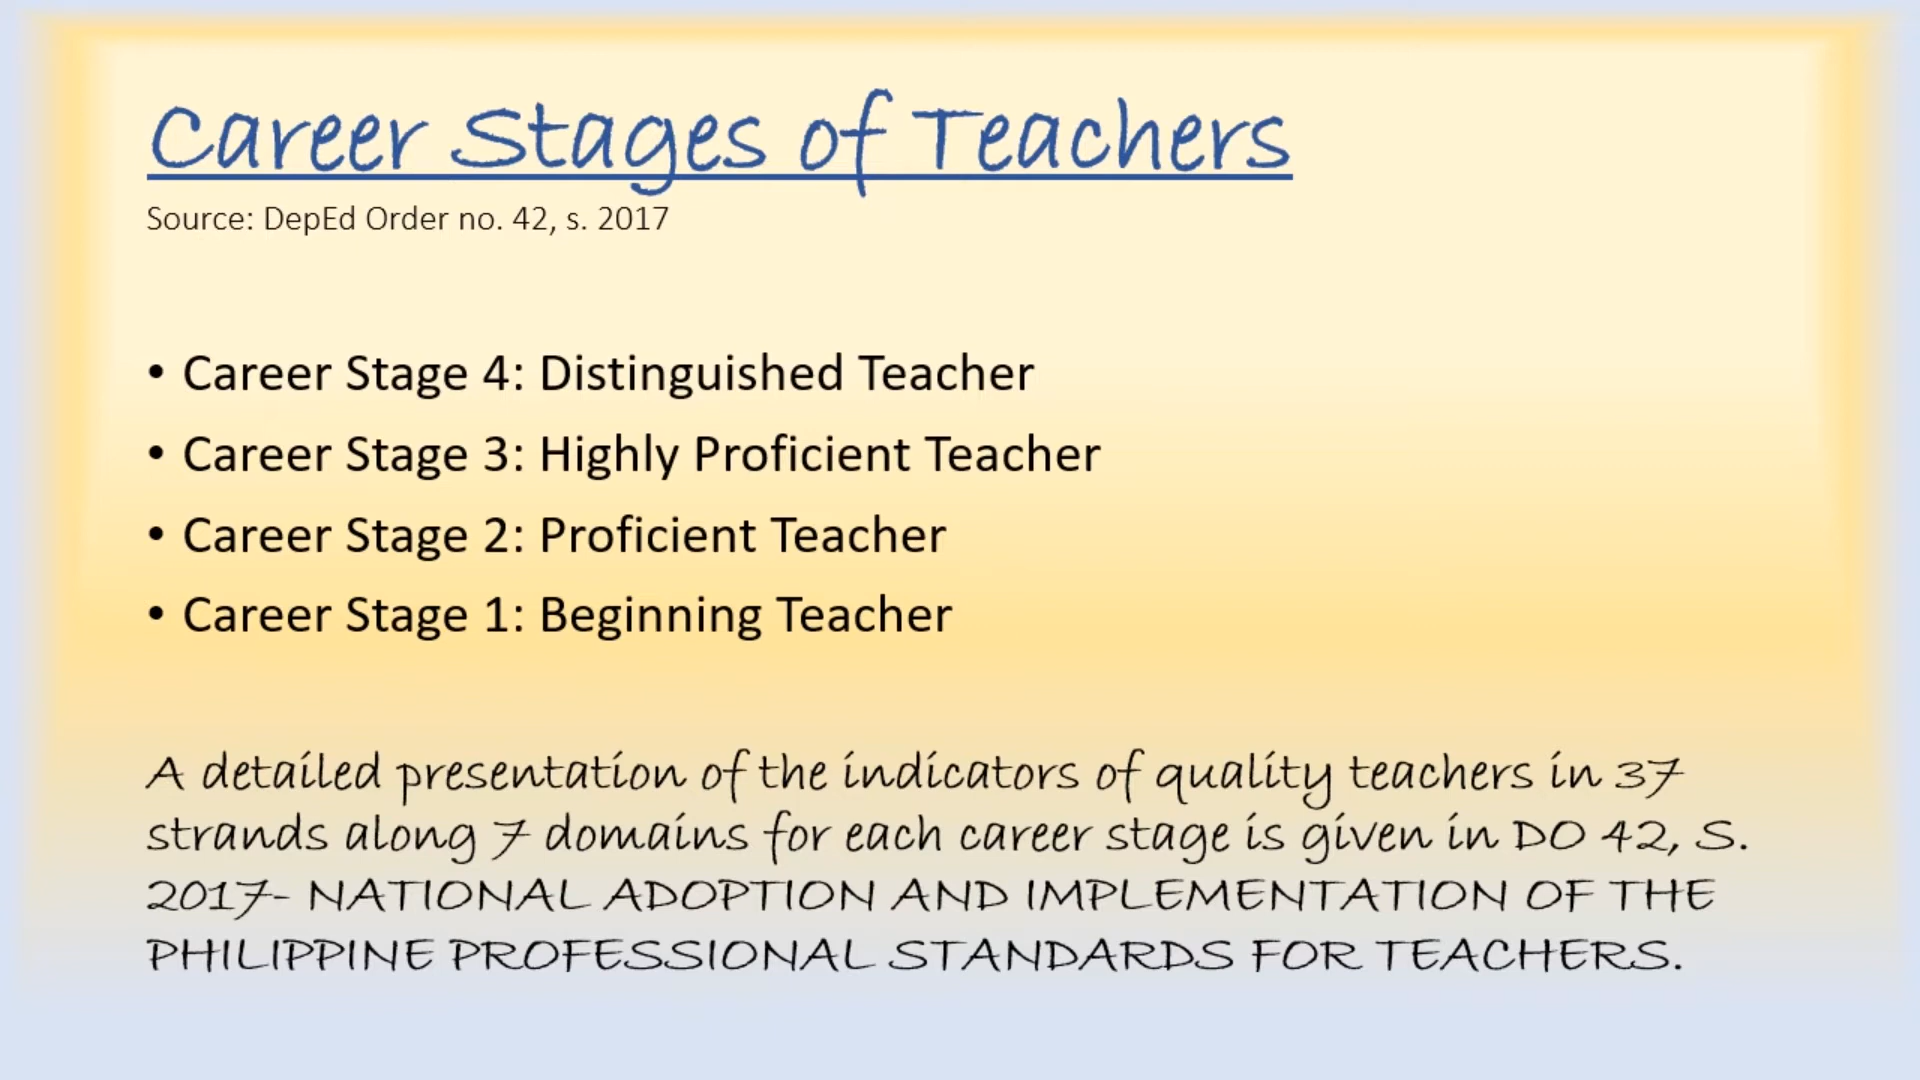 Career Stages of Teachers
Source: DepEd Order no. 42, s. 2017
• Career Stage 4: Distinguished Teacher
• Career Stage 3: Highly Proficient Teacher
• Career Stage 2: Proficient Teacher
• Career Stage 1: Beginning Teacher
A detailed presentation of the indicators of quality teachers in 37
strands along 7 domains for each career stage is given in DO 42, S.
2017- NATIONAL ADOPTION AND IMPLEMENTATION OF THE
PHILIPPINE PROFESSIONAL STANDARDS FOR TEACHERS.